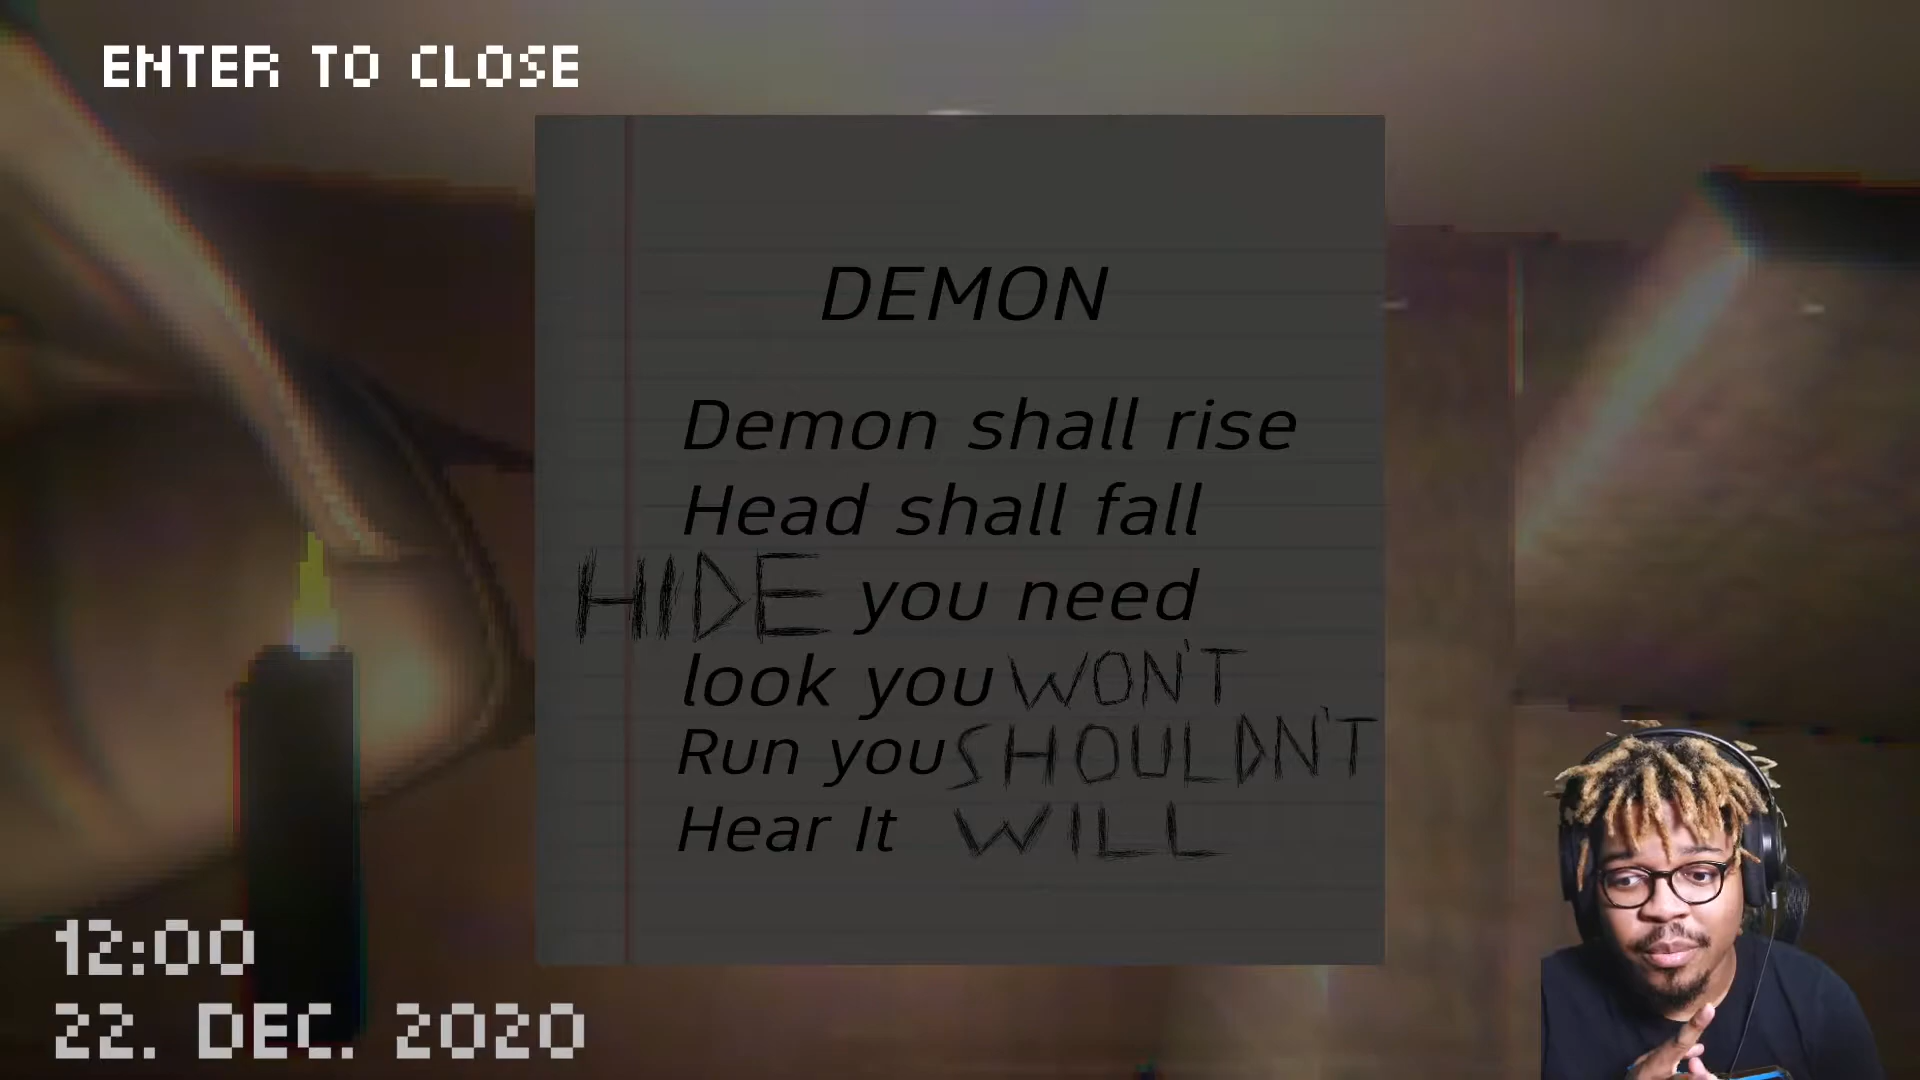 ENTER TO CLOSE
DEMON
Demon shall rise
Head shall fall
HIDE you need
look you WON'T
Run you SHOULDN'T
Hear It WILL
12:00
22. DEC. 2020